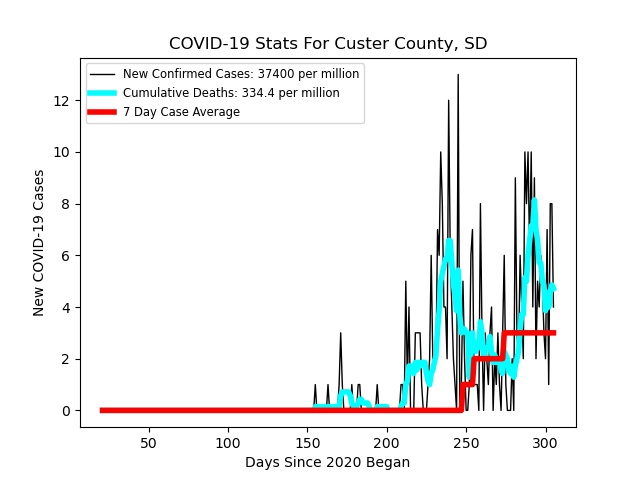 COVID-19 Stats For Custer County, SD
New Confirmed Cases: 37400 per million
Cumulative Deaths: 334.4 per million
7 Day Case Average
New COVID-19 Cases
12
10
8
6
4
2
0
50 100 150 200 250 300
Days Since 2020 Began